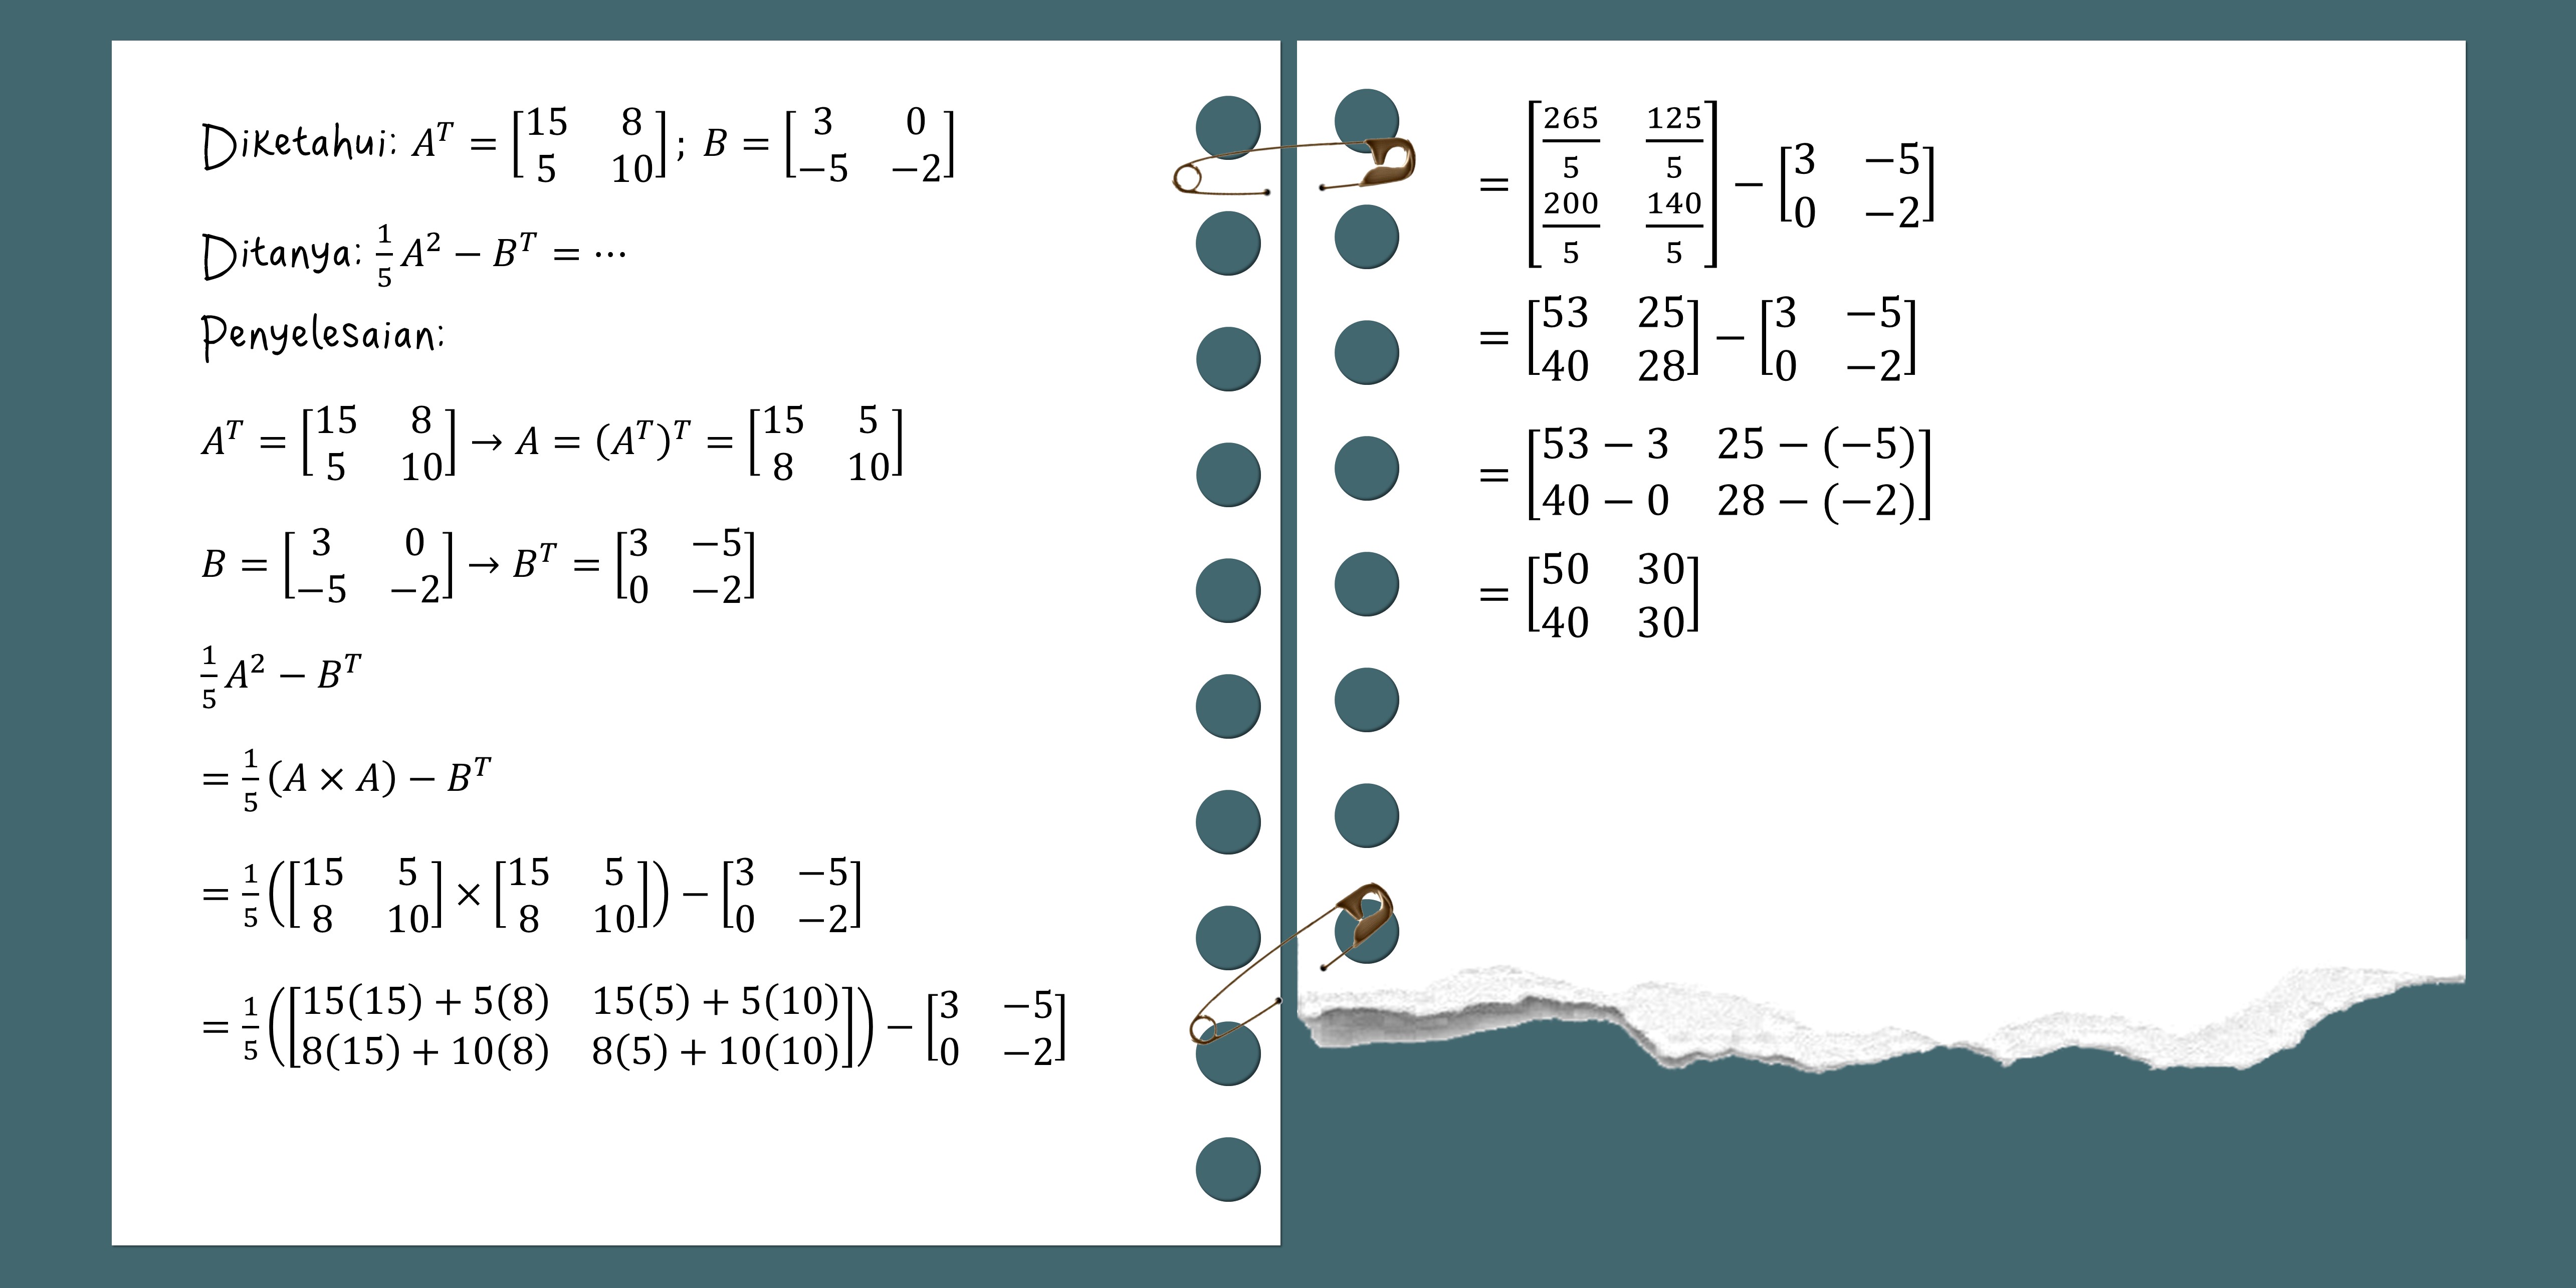 Diketahui: $A^T = \begin{bmatrix} 15 & 8 \\ 5 & 10 \end{bmatrix}$; $B = \begin{bmatrix} 3 & 0 \\ -5 & -2 \end{bmatrix}$
Ditanya: $\frac{1}{5}A^2 - B^T = \cdots$
Penyelesaian:
$A^T = \begin{bmatrix} 15 & 8 \\ 5 & 10 \end{bmatrix} \rightarrow A = (A^T)^T = \begin{bmatrix} 15 & 5 \\ 8 & 10 \end{bmatrix}$
$B = \begin{bmatrix} 3 & 0 \\ -5 & -2 \end{bmatrix} \rightarrow B^T = \begin{bmatrix} 3 & -5 \\ 0 & -2 \end{bmatrix}$
$\frac{1}{5}A^2 - B^T$
$= \frac{1}{5}(A \times A) - B^T$
$= \frac{1}{5}\left(\begin{bmatrix} 15 & 5 \\ 8 & 10 \end{bmatrix} \times \begin{bmatrix} 15 & 5 \\ 8 & 10 \end{bmatrix}\right) - \begin{bmatrix} 3 & -5 \\ 0 & -2 \end{bmatrix}$
$= \frac{1}{5}\left(\begin{bmatrix} 15(15) + 5(8) & 15(5) + 5(10) \\ 8(15) + 10(8) & 8(5) + 10(10) \end{bmatrix}\right) - \begin{bmatrix} 3 & -5 \\ 0 & -2 \end{bmatrix}$
$= \begin{bmatrix} \frac{265}{5} & \frac{125}{5} \\ \frac{200}{5} & \frac{140}{5} \end{bmatrix} - \begin{bmatrix} 3 & -5 \\ 0 & -2 \end{bmatrix}$
$= \begin{bmatrix} 53 & 25 \\ 40 & 28 \end{bmatrix} - \begin{bmatrix} 3 & -5 \\ 0 & -2 \end{bmatrix}$
$= \begin{bmatrix} 53 - 3 & 25 - (-5) \\ 40 - 0 & 28 - (-2) \end{bmatrix}$
$= \begin{bmatrix} 50 & 30 \\ 40 & 30 \end{bmatrix}$